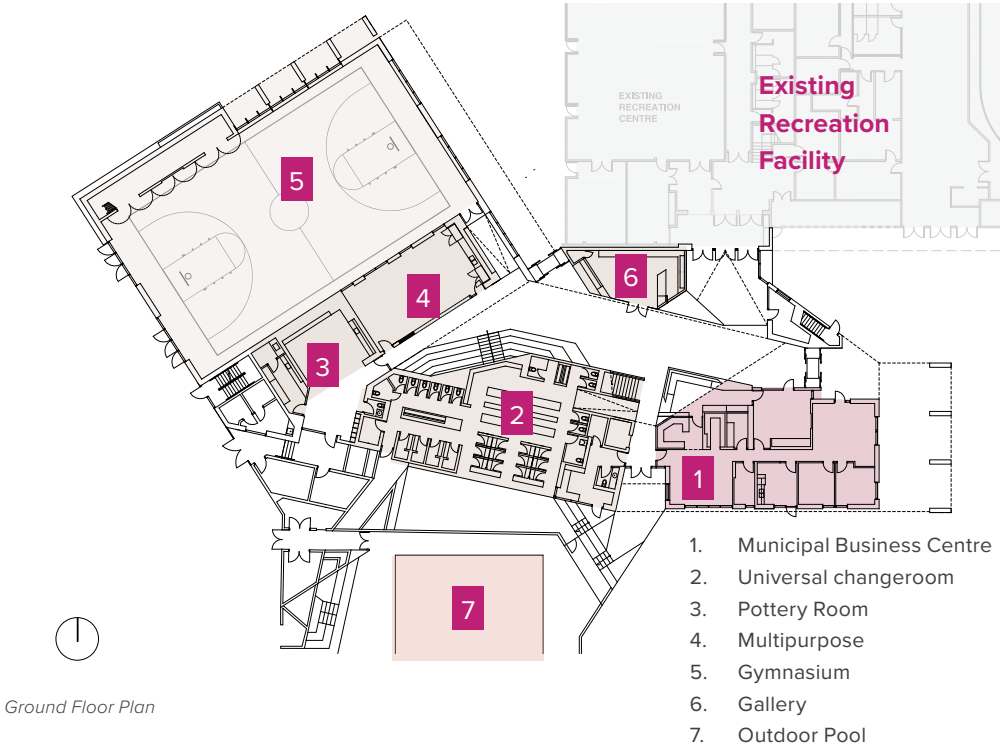 EXISTING
RECREATION
CENTRE
Existing
Recreation
Facility
5
6
4
3
2
1
7
1. Municipal Business Centre
2. Universal changeroom
3. Pottery Room
4. Multipurpose
5. Gymnasium
6. Gallery
7. Outdoor Pool
Ground Floor Plan